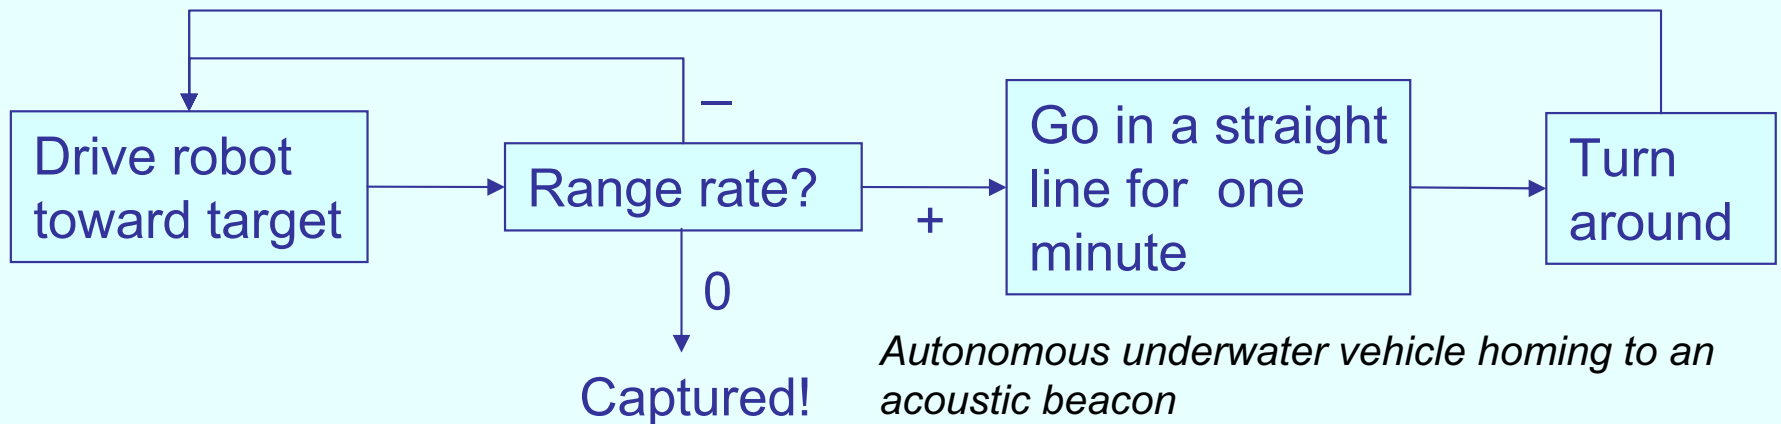 Drive robot
toward target
Range rate?
–
+
0
Captured!
Go in a straight
line for  one
minute
Turn
around
Autonomous underwater vehicle homing to an
acoustic beacon